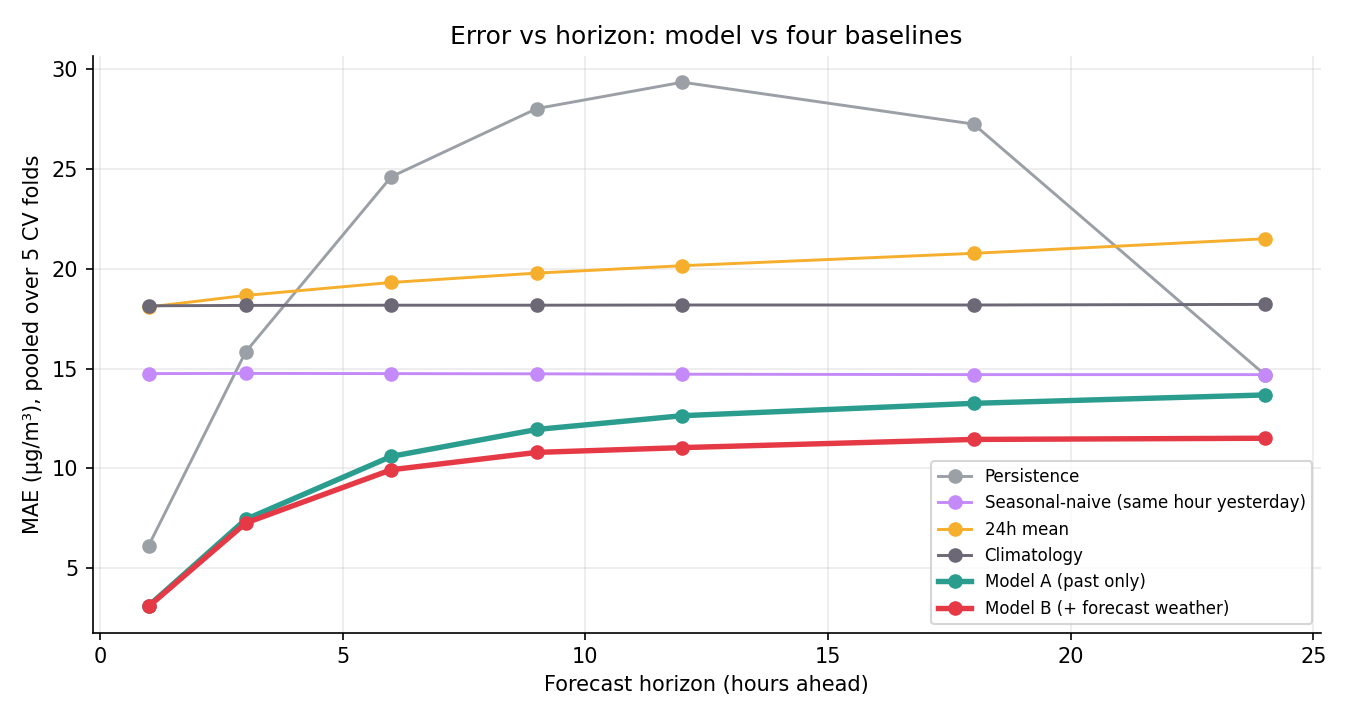 Error vs horizon: model vs four baselines
30
25
20
15
10
5
MAE (µg/m³), pooled over 5 CV folds
0
5
10
15
20
25
Forecast horizon (hours ahead)
Persistence
Seasonal-naive (same hour yesterday)
24h mean
Climatology
Model A (past only)
Model B (+ forecast weather)